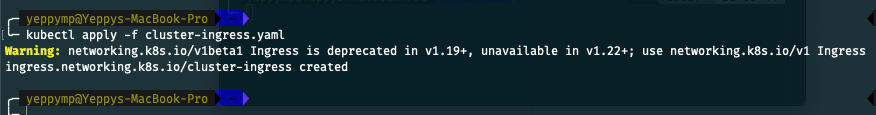 yeppymp@Yeppys-MacBook-Pro ~
kubectl apply -f cluster-ingress.yaml
Warning: networking.k8s.io/v1beta1 Ingress is deprecated in v1.19+, unavailable in v1.22+; use networking.k8s.io/v1 Ingress
ingress.networking.k8s.io/cluster-ingress created
yeppymp@Yeppys-MacBook-Pro ~